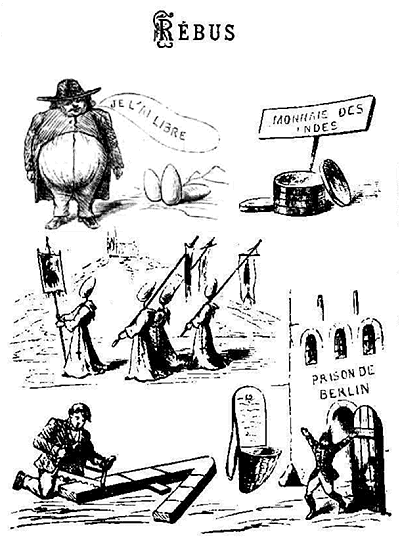 RÉBUS
JE L'AI LIBRE
MONNAIE DES
INDES
PRISON DE
BERLIN